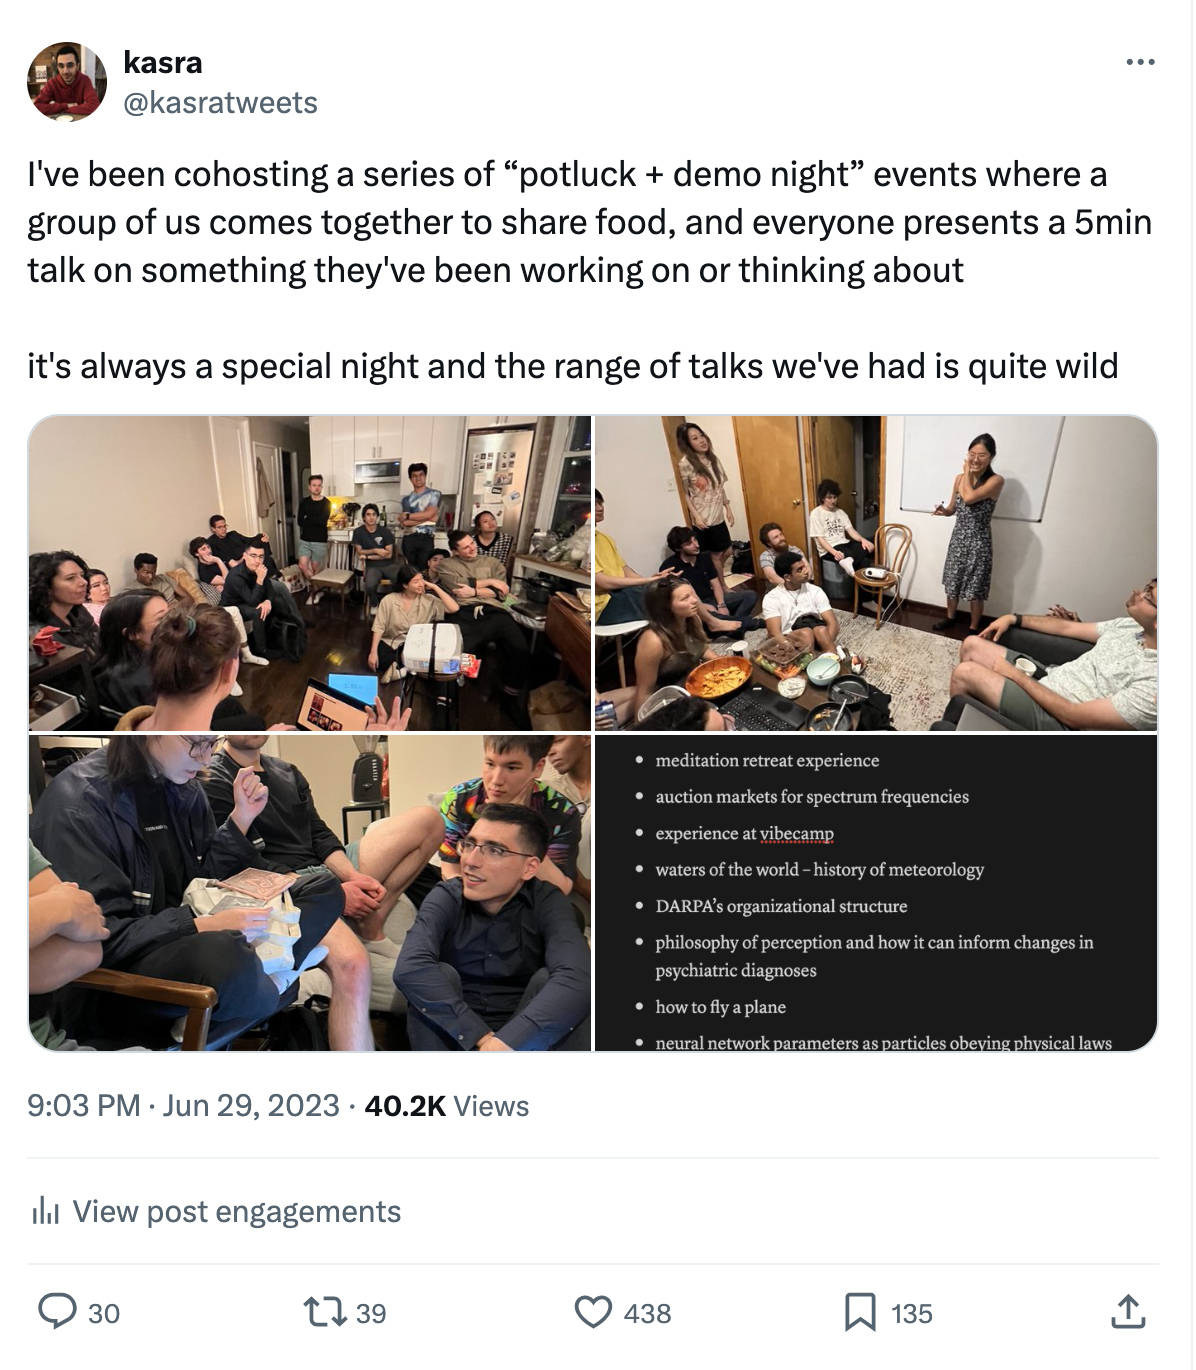 kasra
@kasratweets
I've been cohosting a series of “potluck + demo night” events where a
group of us comes together to share food, and everyone presents a 5min
talk on something they've been working on or thinking about
it's always a special night and the range of talks we've had is quite wild
• meditation retreat experience
• auction markets for spectrum frequencies
• experience at vibecamp
• waters of the world – history of meteorology
• DARPA’s organizational structure
• philosophy of perception and how it can inform changes in
psychiatric diagnoses
• how to fly a plane
• neural network parameters as particles obeying physical laws
9:03 PM · Jun 29, 2023 · 40.2K Views
View post engagements
30 39 438 135